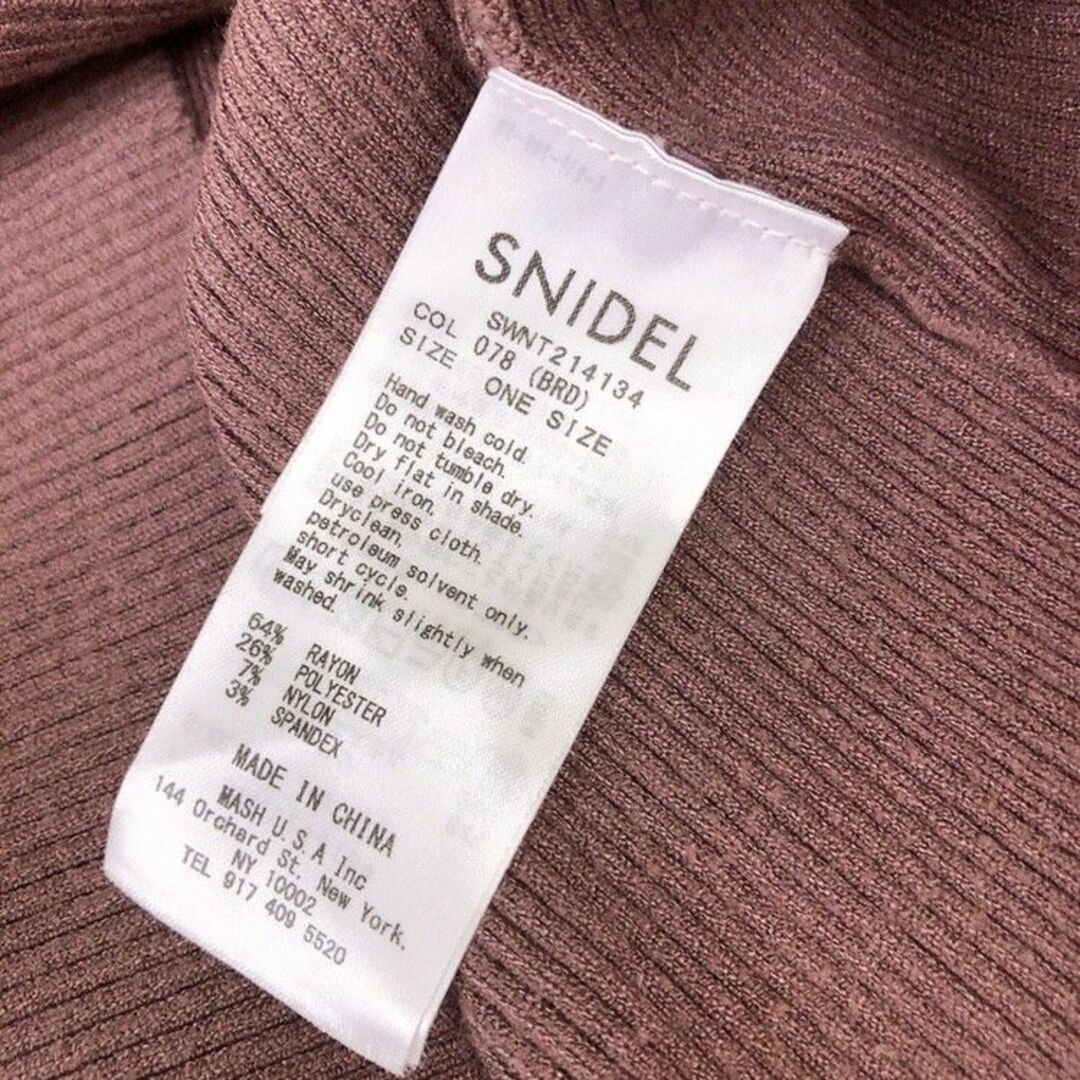 SNIDEL
SWNT214134
COL 078 (BRD)
SIZE ONE SIZE
Hand wash cold.
Do not bleach.
Do not tumble dry.
Dry flat in shade.
Cool iron.
use press cloth.
Dryclean.
petroleum solvent only.
short cycle.
May shrink slightly when
washed.
64% RAYON
26% POLYESTER
7% NYLON
3% SPANDEX
MADE IN CHINA
MASH U.S.A Inc
144 Orchard St. New York.
NY 10002
TEL 917 409 5520